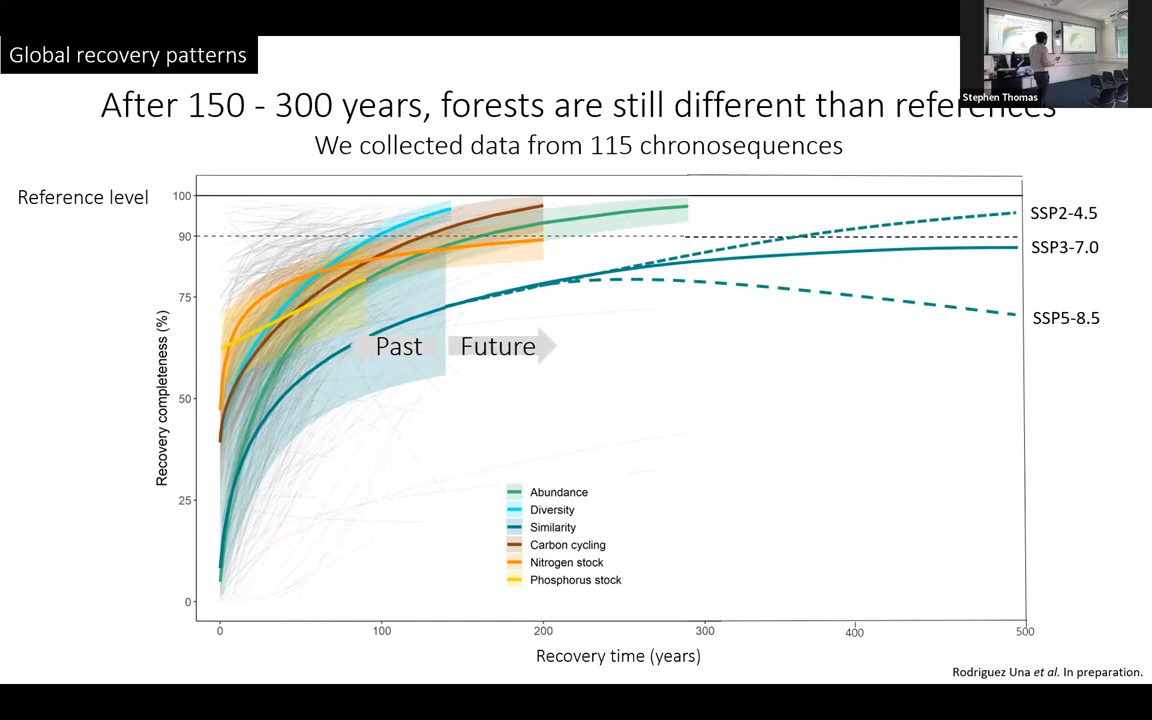 Global recovery patterns
Stephen Thomas
After 150 - 300 years, forests are still different than references
We collected data from 115 chronosequences
Reference level
100
90
75
50
25
0
Recovery completeness (%)
SSP2-4.5
SSP3-7.0
SSP5-8.5
Past
Future
Abundance
Diversity
Similarity
Carbon cycling
Nitrogen stock
Phosphorus stock
0 100 200 300 400 500
Recovery time (years)
Rodriguez Una et al. In preparation.